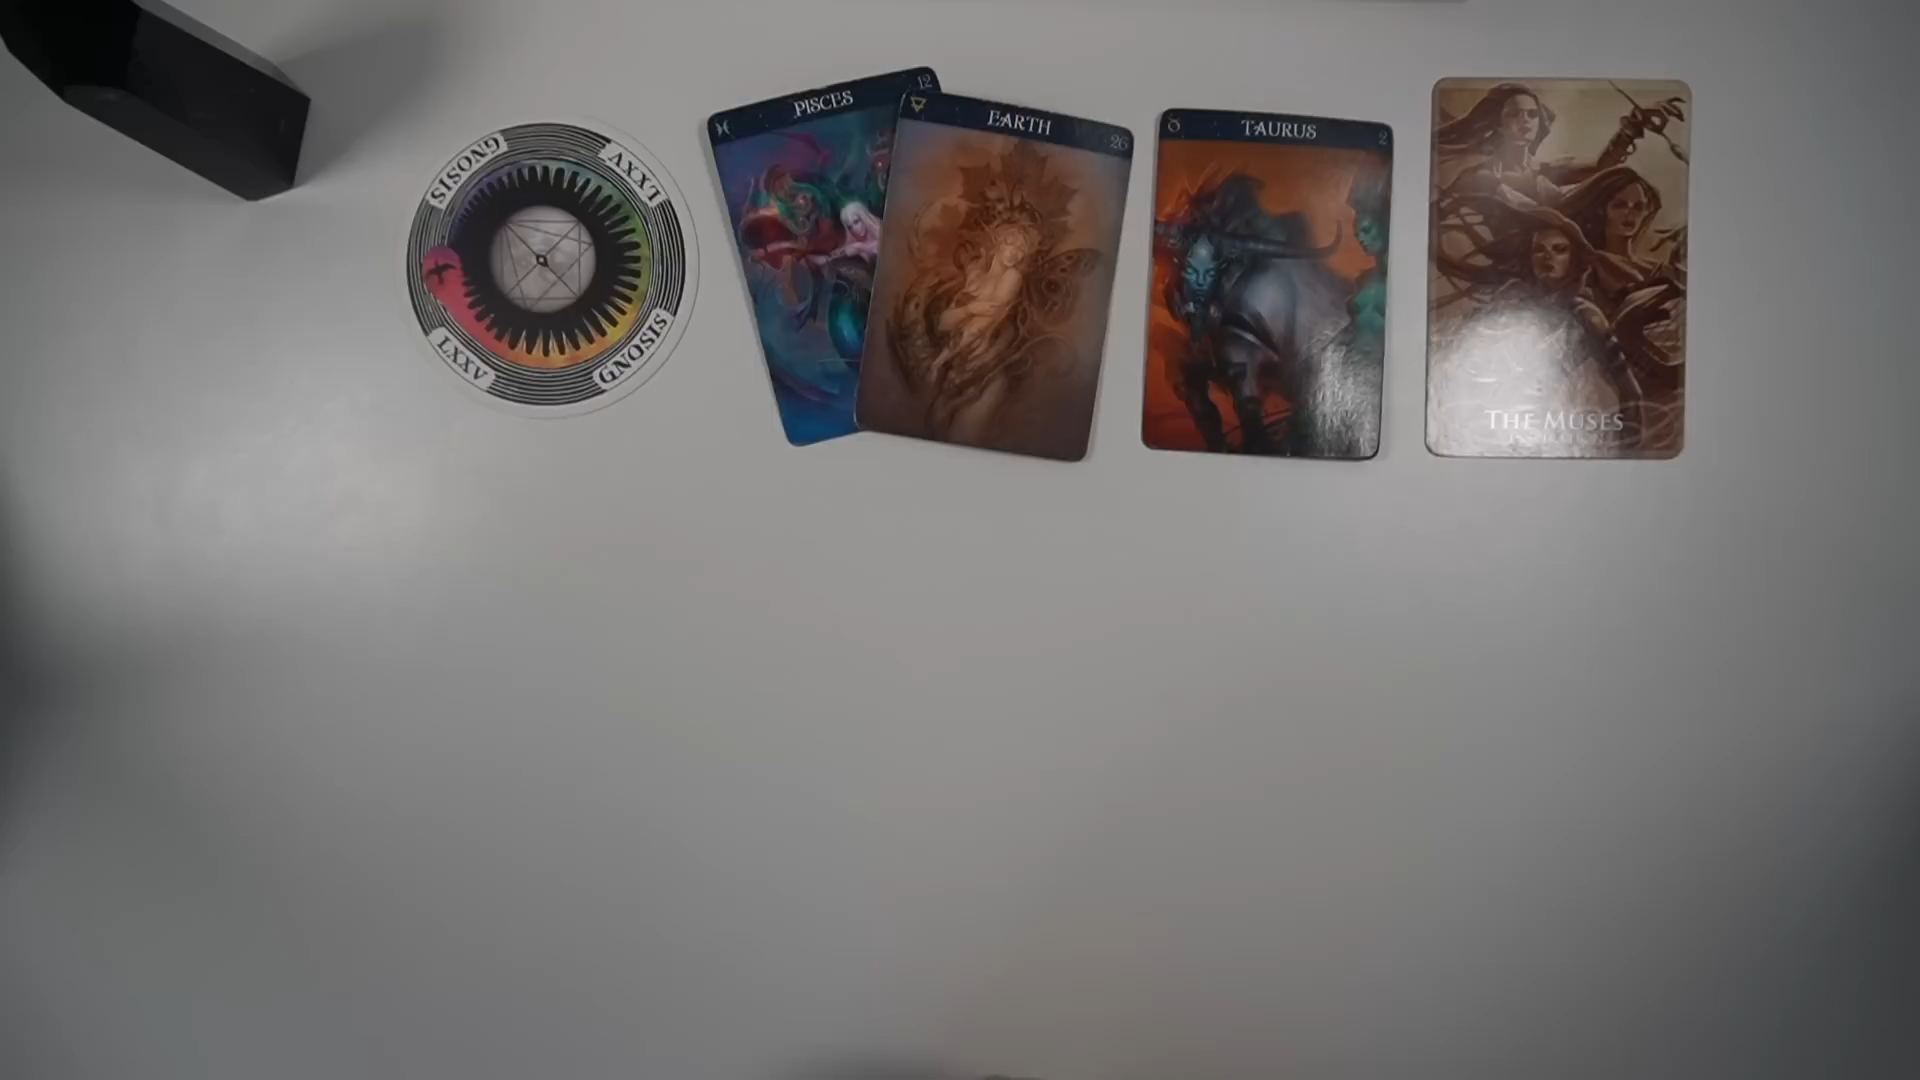 GNOSIS
LXXV
LXXV
GNOSIS
PISCES
12
EARTH
26
TAURUS
2
THE MUSES